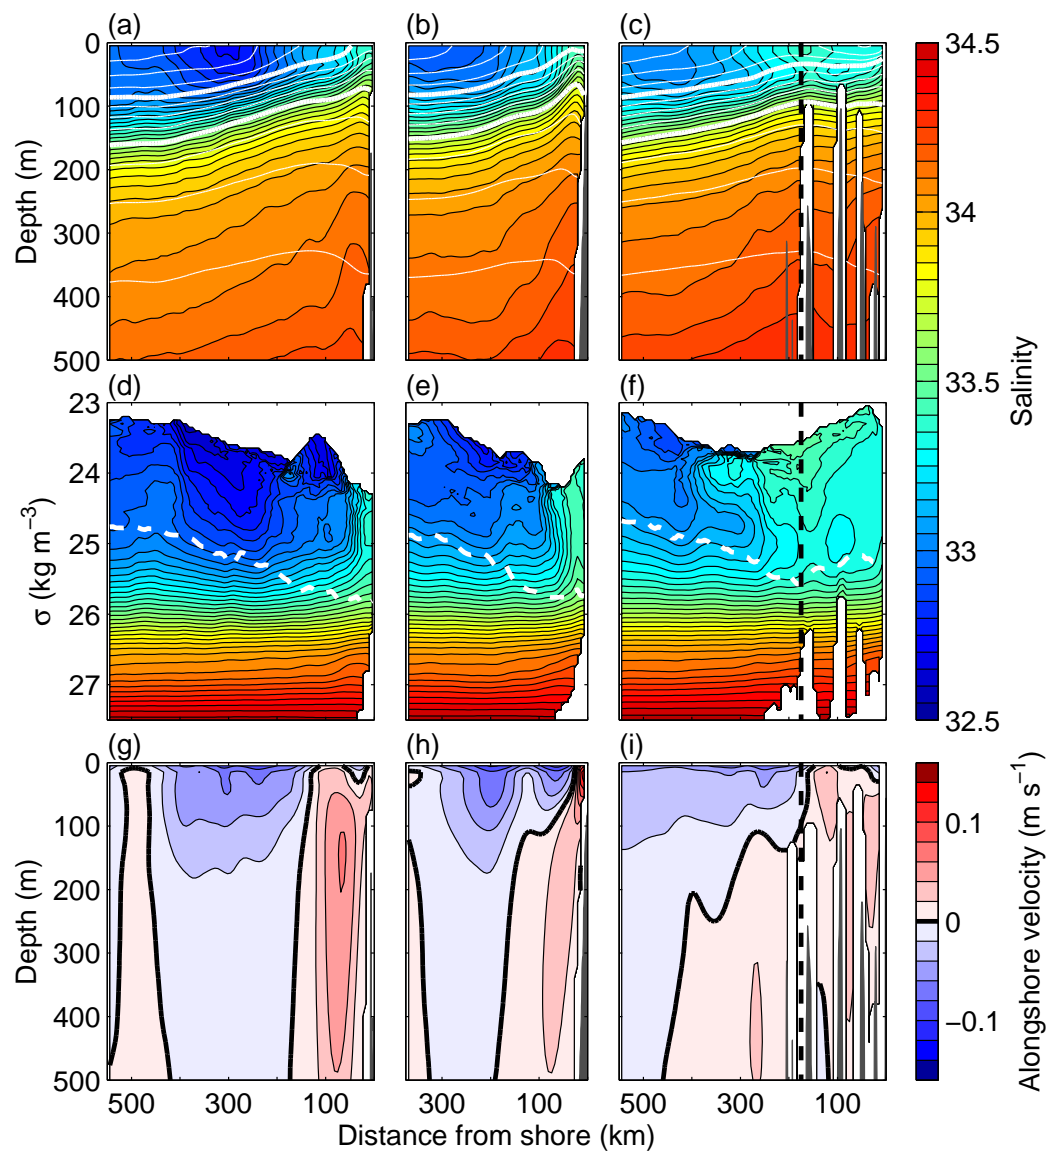 (a) (b) (c)
0
100
200
300
400
500
Depth (m)
34.5
34
33.5
33
32.5
Salinity
(d) (e) (f)
23
24
25
26
27
σ (kg m−3)
(g) (h) (i)
0
100
200
300
400
500
Depth (m)
0.1
0
−0.1
Alongshore velocity (m s−1)
500 300 100 300 100 500 300 100
Distance from shore (km)